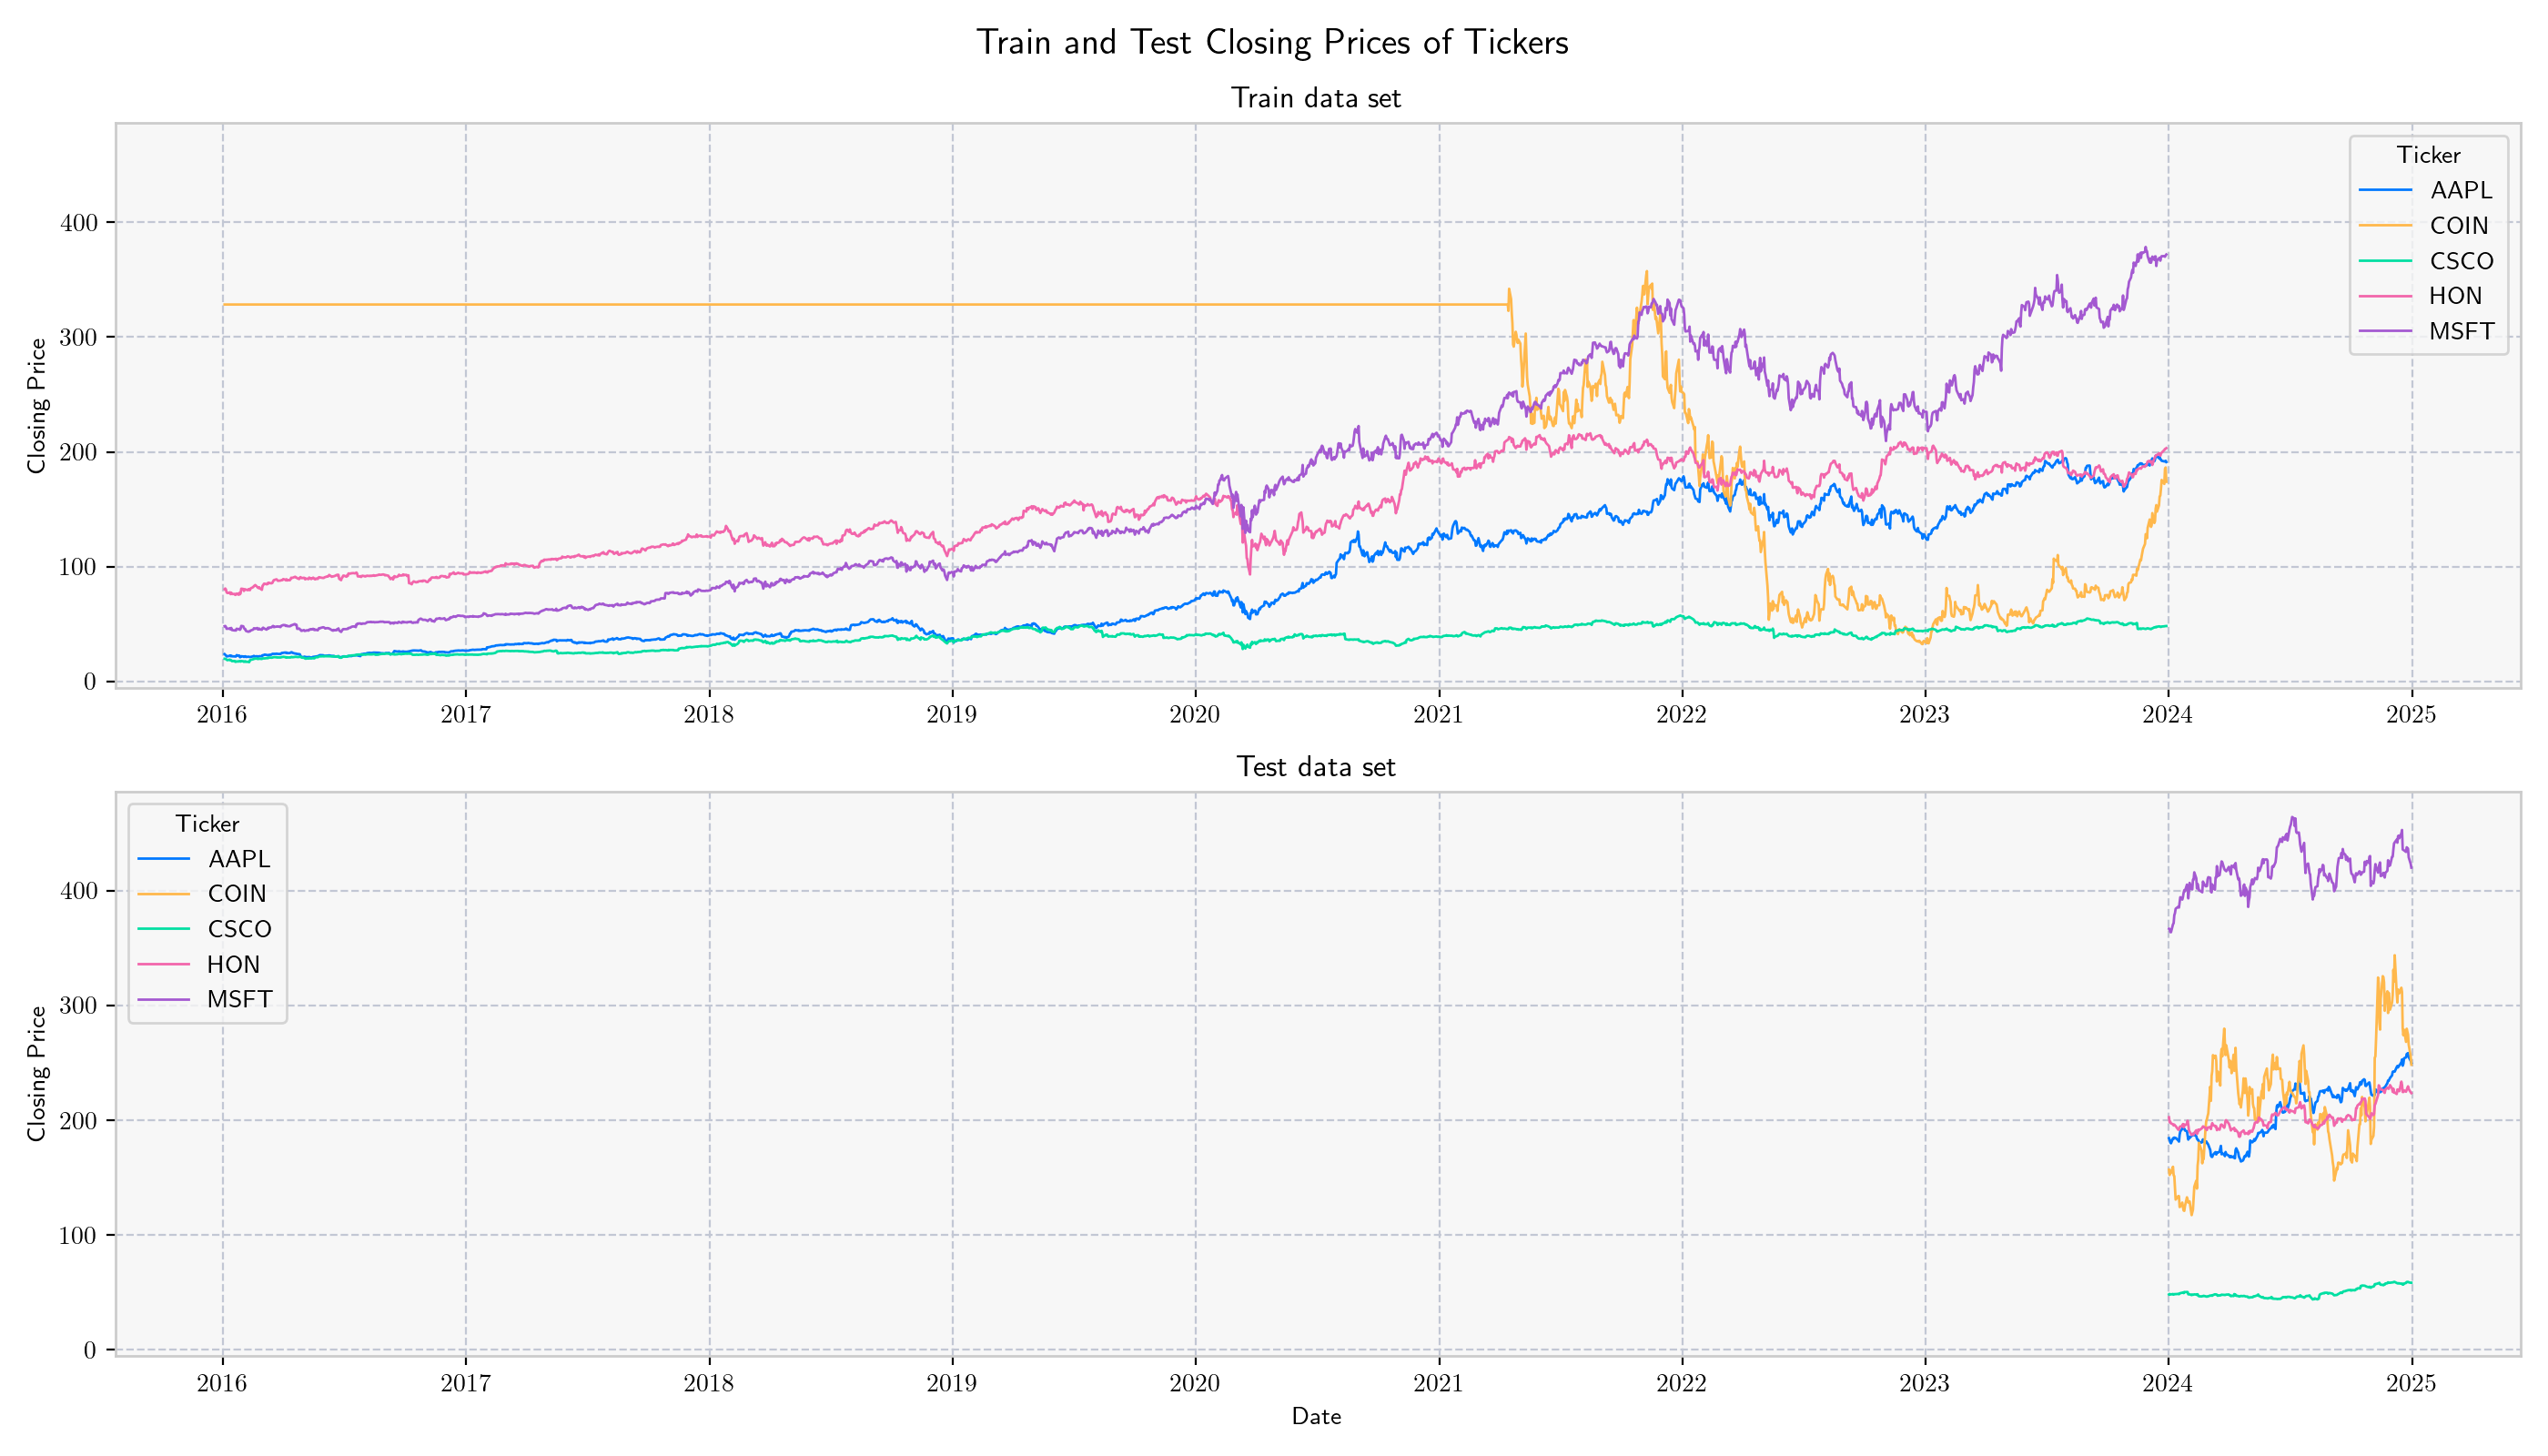 Train and Test Closing Prices of Tickers
Train data set
Closing Price
400
300
200
100
0
Ticker
AAPL
COIN
CSCO
HON
MSFT
2016 2017 2018 2019 2020 2021 2022 2023 2024 2025
Test data set
Closing Price
400
300
200
100
0
Ticker
AAPL
COIN
CSCO
HON
MSFT
2016 2017 2018 2019 2020 2021 2022 2023 2024 2025
Date